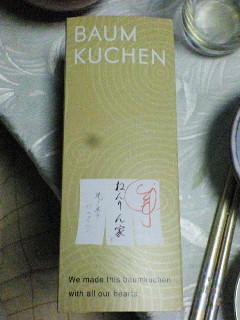 BAUM
KUCHEN
ねんりん家
We made this baumkuchen
with all our hearts.